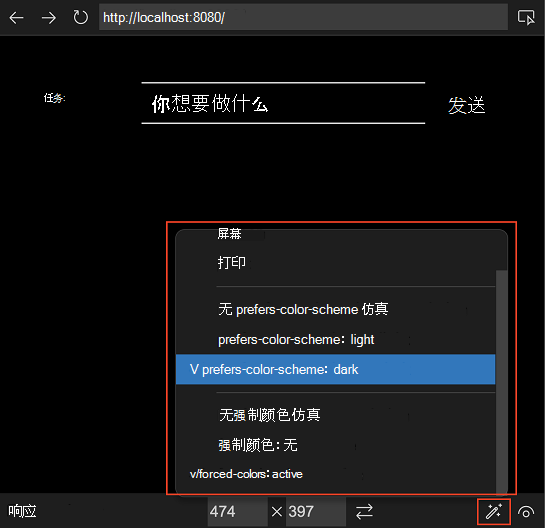 http://localhost:8080/
任务:
你想要做什么
发送
屏幕
打印
无 prefers-color-scheme 仿真
prefers-color-scheme: light
V prefers-color-scheme: dark
无强制颜色仿真
强制颜色: 无
v/forced-colors: active
响应 474 × 397